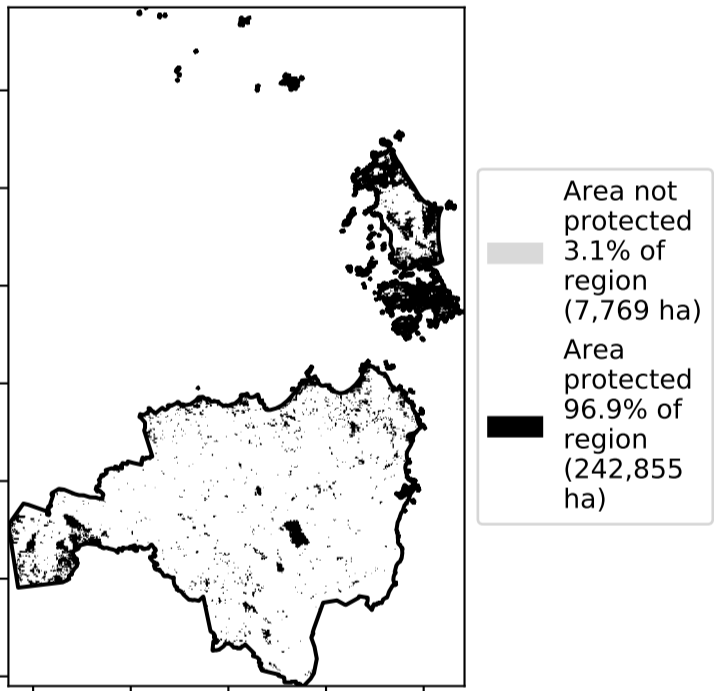 Area not
protected
3.1% of
region
(7,769 ha)
Area
protected
96.9% of
region
(242,855
ha)